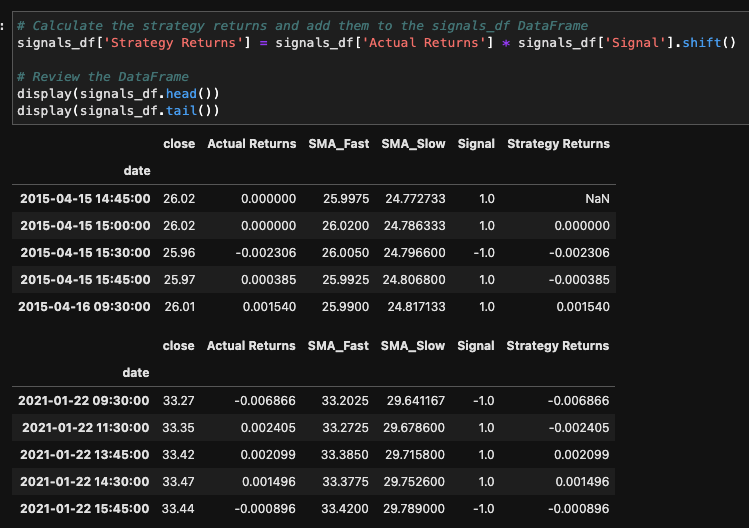 :
# Calculate the strategy returns and add them to the signals_df DataFrame
signals_df['Strategy Returns'] = signals_df['Actual Returns'] * signals_df['Signal'].shift()
# Review the DataFrame
display(signals_df.head())
display(signals_df.tail())
close Actual Returns SMA_Fast SMA_Slow Signal Strategy Returns
date
2015-04-15 14:45:00 26.02 0.000000 25.9975 24.772733 1.0 NaN
2015-04-15 15:00:00 26.02 0.000000 26.0200 24.786333 1.0 0.000000
2015-04-15 15:30:00 25.96 -0.002306 26.0050 24.796600 -1.0 -0.002306
2015-04-15 15:45:00 25.97 0.000385 25.9925 24.806800 1.0 -0.000385
2015-04-16 09:30:00 26.01 0.001540 25.9900 24.817133 1.0 0.001540
close Actual Returns SMA_Fast SMA_Slow Signal Strategy Returns
date
2021-01-22 09:30:00 33.27 -0.006866 33.2025 29.641167 -1.0 -0.006866
2021-01-22 11:30:00 33.35 0.002405 33.2725 29.678600 1.0 -0.002405
2021-01-22 13:45:00 33.42 0.002099 33.3850 29.715800 1.0 0.002099
2021-01-22 14:30:00 33.47 0.001496 33.3775 29.752600 1.0 0.001496
2021-01-22 15:45:00 33.44 -0.000896 33.4200 29.789000 -1.0 -0.000896